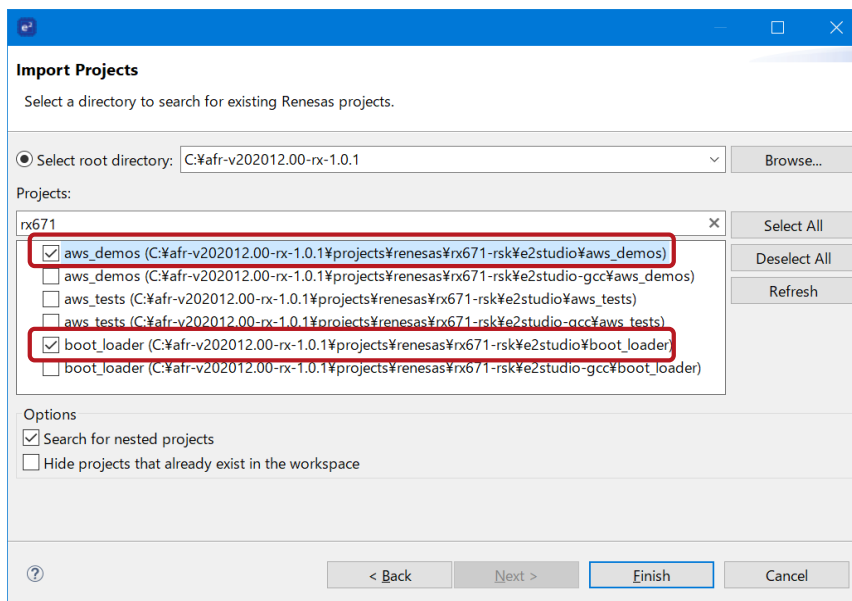 e²
Import Projects
Select a directory to search for existing Renesas projects.
Select root directory: C:¥afr-v202012.00-rx-1.0.1 Browse...
Projects:
rx671 Select All
aws_demos (C:¥afr-v202012.00-rx-1.0.1¥projects¥renesas¥rx671-rsk¥e2studio¥aws_demos)
Deselect All
aws_demos (C:¥afr-v202012.00-rx-1.0.1¥projects¥renesas¥rx671-rsk¥e2studio-gcc¥aws_demos)
Refresh
aws_tests (C:¥afr-v202012.00-rx-1.0.1¥projects¥renesas¥rx671-rsk¥e2studio¥aws_tests)
aws_tests (C:¥afr-v202012.00-rx-1.0.1¥projects¥renesas¥rx671-rsk¥e2studio-gcc¥aws_tests)
boot_loader (C:¥afr-v202012.00-rx-1.0.1¥projects¥renesas¥rx671-rsk¥e2studio¥boot_loader)
boot_loader (C:¥afr-v202012.00-rx-1.0.1¥projects¥renesas¥rx671-rsk¥e2studio-gcc¥boot_loader)
Options
Search for nested projects
Hide projects that already exist in the workspace
? < Back Next > Finish Cancel